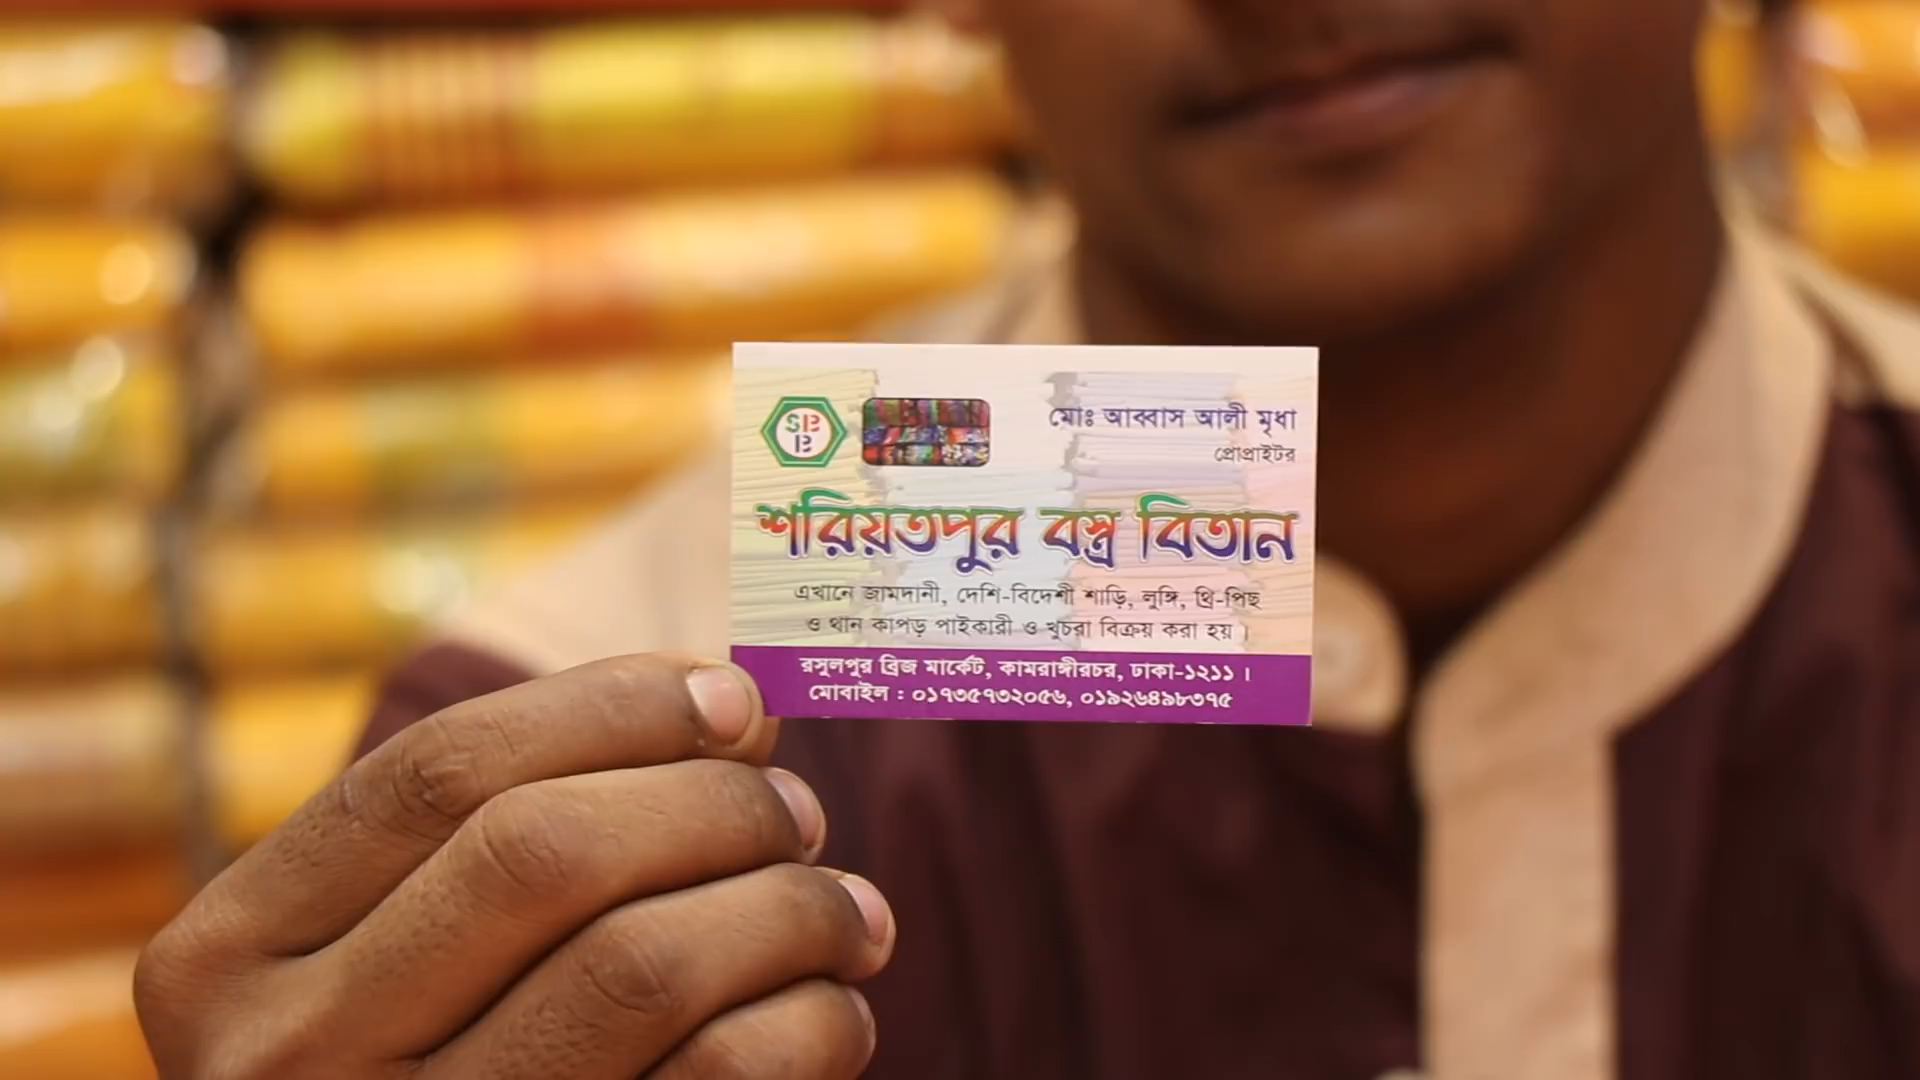 SBB
মোঃ আব্বাস আলী মৃধা
প্রোপ্রাইটর
শরিয়তপুর বস্ত্র বিতান
এখানে জামদানী, দেশি-বিদেশী শাড়ি, লুঙ্গি, থ্রি-পিছ
ও থান কাপড় পাইকারী ও খুচরা বিক্রয় করা হয়।
রসুলপুর ব্রিজ মার্কেট, কামরাঙ্গীরচর, ঢাকা-১২১১।
মোবাইল : ০১৭৩৫৭৩২০৫৬, ০১৯২৬৪৯৮৩৭৫